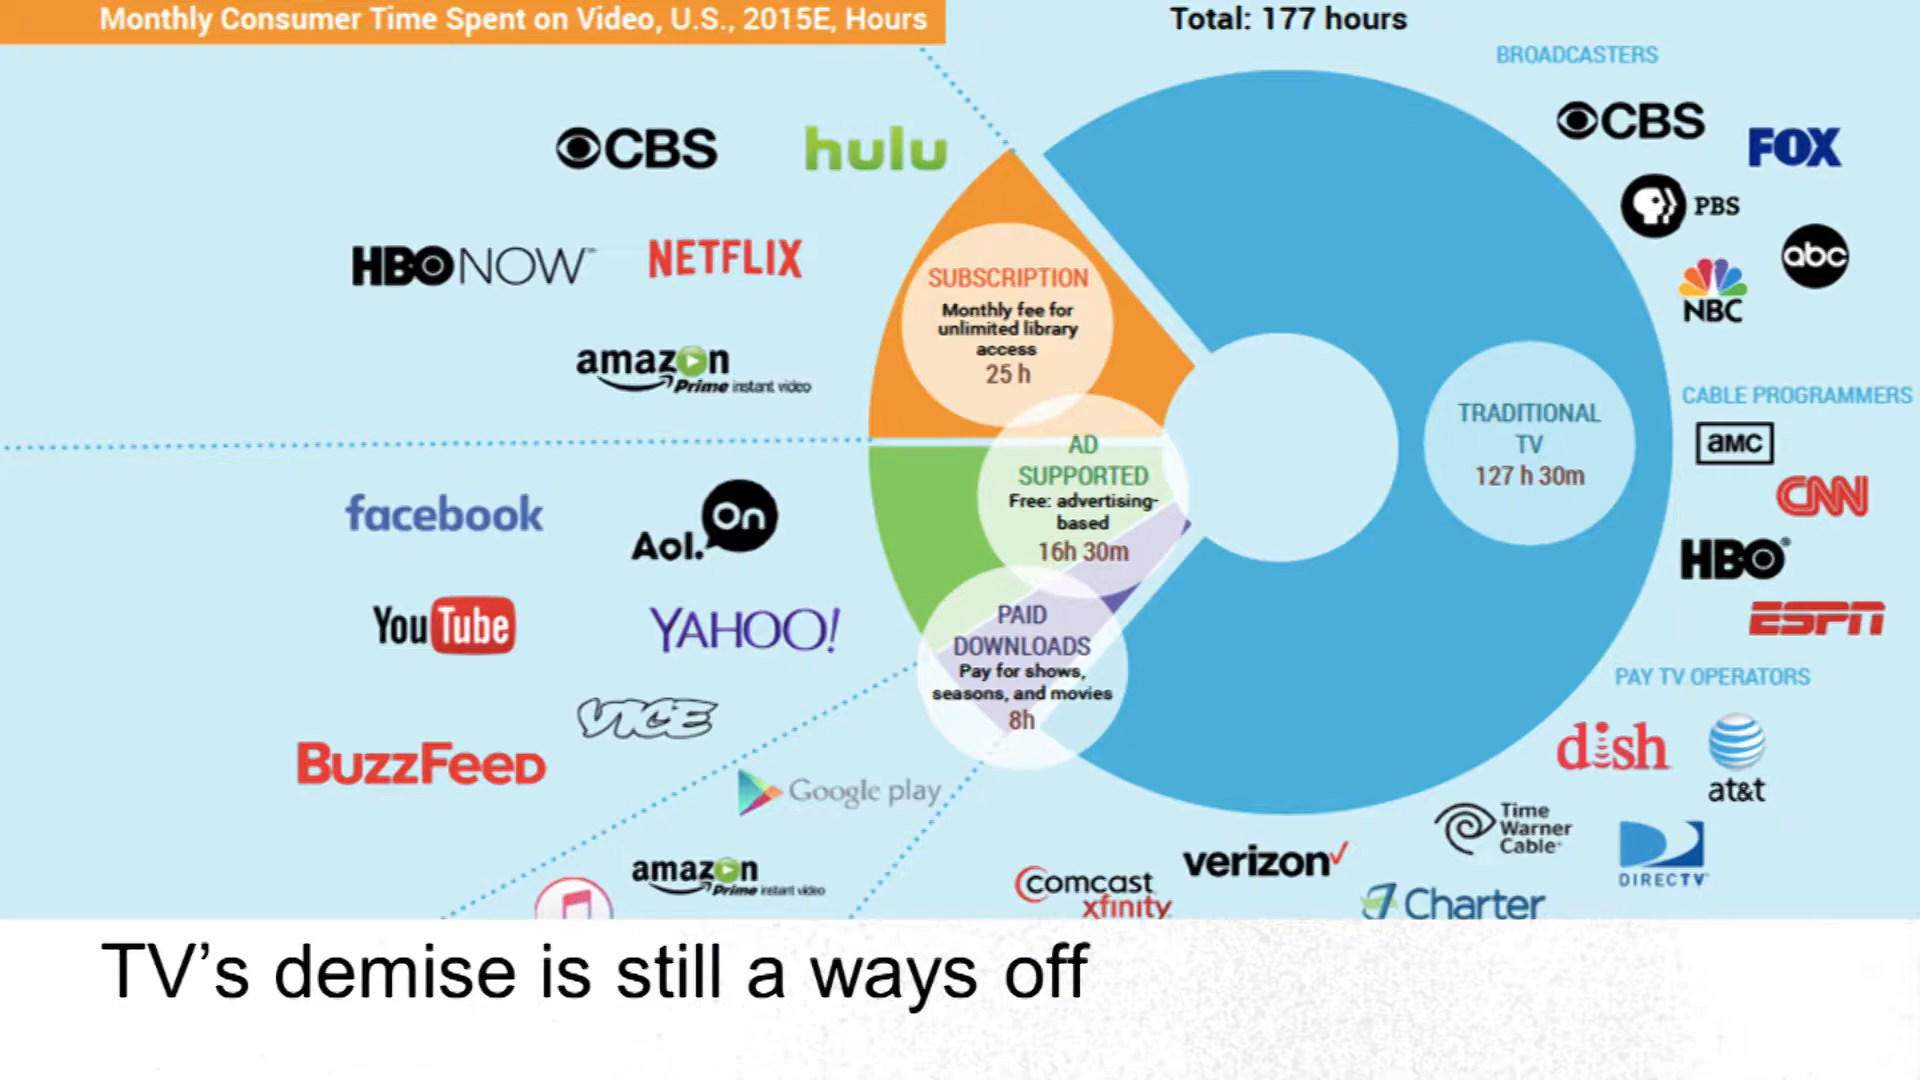 Monthly Consumer Time Spent on Video, U.S., 2015E, Hours
Total: 177 hours
BROADCASTERS
CBS
FOX
PBS
abc
NBC
CABLE PROGRAMMERS
aMC
CNN
HBO®
ESPN
PAY TV OPERATORS
dish
at&t
Time
Warner
Cable
DIRECTV
verizon
Comcast
xfinity
Charter
TRADITIONAL
TV
127 h 30m
CBS
hulu
HBO NOW
NETFLIX
amazon
Prime instant video
SUBSCRIPTION
Monthly fee for
unlimited library
access
25 h
facebook
Aol. On
YouTube
YAHOO!
VICE
BuzzFeed
AD
SUPPORTED
Free: advertising-
based
16h 30m
PAID
DOWNLOADS
Pay for shows,
seasons, and movies
8h
Google play
amazon
Prime instant video
TV’s demise is still a ways off